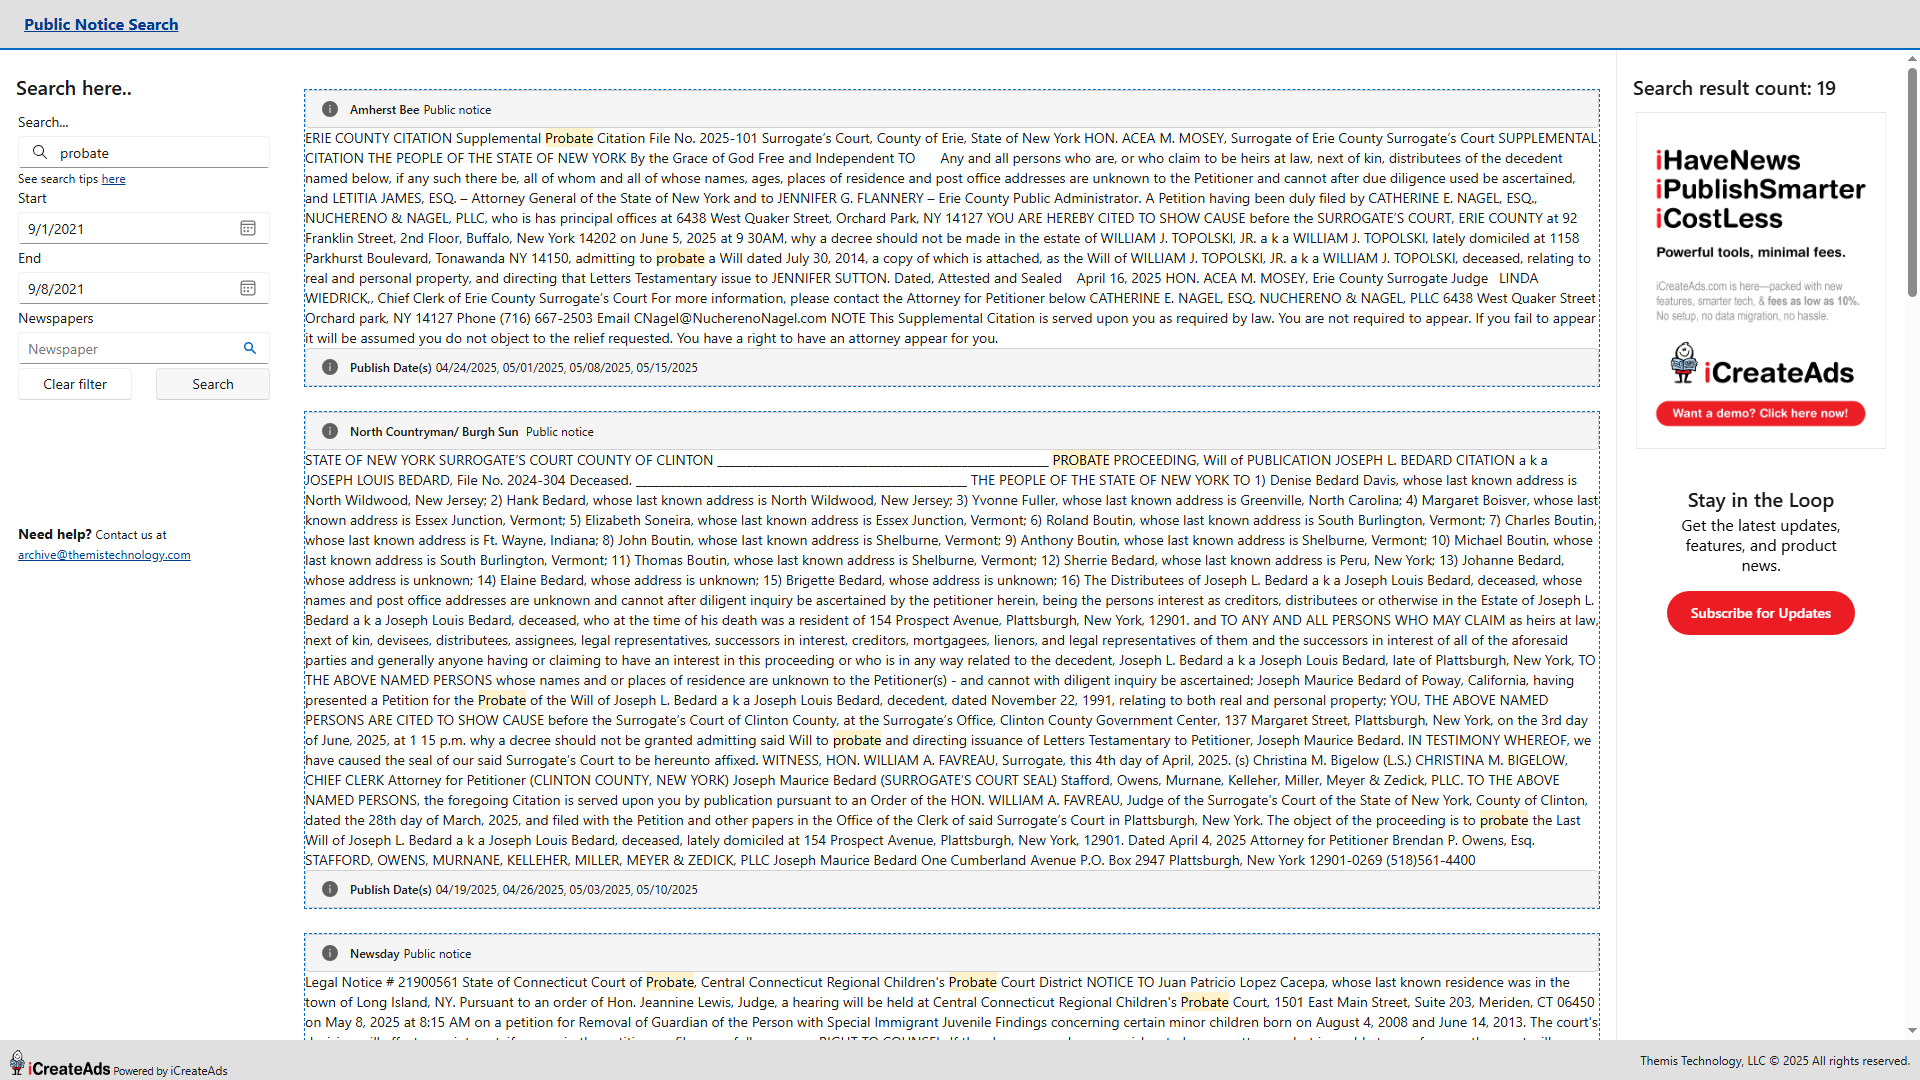 Public Notice Search
Search here..
Search...
probate
See search tips here
Start
9/1/2021
End
9/8/2021
Newspapers
Newspaper
Clear filter
Search
Need help? Contact us at
archive@themistechnology.com
Amherst Bee Public notice
ERIE COUNTY CITATION Supplemental Probate Citation File No. 2025-101 Surrogate's Court, County of Erie, State of New York HON. ACEA M. MOSEY, Surrogate of Erie County Surrogate's Court SUPPLEMENTAL
CITATION THE PEOPLE OF THE STATE OF NEW YORK By the Grace of God Free and Independent TO Any and all persons who are, or who claim to be heirs at law, next of kin, distributees of the decedent
named below, if any such there be, all of whom and all of whose names, ages, places of residence and post office addresses are unknown to the Petitioner and cannot after due diligence used be ascertained,
and LETITIA JAMES, ESQ. – Attorney General of the State of New York and to JENNIFER G. FLANNERY – Erie County Public Administrator. A Petition having been duly filed by CATHERINE E. NAGEL, ESQ.,
NUCHERENO & NAGEL, PLLC, who is has principal offices at 6438 West Quaker Street, Orchard Park, NY 14127 YOU ARE HEREBY CITED TO SHOW CAUSE before the SURROGATE'S COURT, ERIE COUNTY at 92
Franklin Street, 2nd Floor, Buffalo, New York 14202 on June 5, 2025 at 9 30AM, why a decree should not be made in the estate of WILLIAM J. TOPOLSKI, JR. a k a WILLIAM J. TOPOLSKI, lately domiciled at 1158
Parkhurst Boulevard, Tonawanda NY 14150, admitting to probate a Will dated July 30, 2014, a copy of which is attached, as the Will of WILLIAM J. TOPOLSKI, JR. a k a WILLIAM J. TOPOLSKI, deceased, relating to
real and personal property, and directing that Letters Testamentary issue to JENNIFER SUTTON. Dated, Attested and Sealed April 16, 2025 HON. ACEA M. MOSEY, Erie County Surrogate Judge LINDA
WIEDRICK,, Chief Clerk of Erie County Surrogate's Court For more information, please contact the Attorney for Petitioner below CATHERINE E. NAGEL, ESQ. NUCHERENO & NAGEL, PLLC 6438 West Quaker Street
Orchard park, NY 14127 Phone (716) 667-2503 Email CNagel@NucherenoNagel.com NOTE This Supplemental Citation is served upon you as required by law. You are not required to appear. If you fail to appear
it will be assumed you do not object to the relief requested. You have a right to have an attorney appear for you.
Publish Date(s) 04/24/2025, 05/01/2025, 05/08/2025, 05/15/2025
North Countryman/ Burgh Sun Public notice
STATE OF NEW YORK SURROGATE'S COURT COUNTY OF CLINTON ____________________________________________ PROBATE PROCEEDING, Will of PUBLICATION JOSEPH L. BEDARD CITATION a k a
JOSEPH LOUIS BEDARD, File No. 2024-304 Deceased. ____________________________________________ THE PEOPLE OF THE STATE OF NEW YORK TO 1) Denise Bedard Davis, whose last known address is
North Wildwood, New Jersey; 2) Hank Bedard, whose last known address is North Wildwood, New Jersey; 3) Yvonne Fuller, whose last known address is Greenville, North Carolina; 4) Margaret Boisver, whose last
known address is Essex Junction, Vermont; 5) Elizabeth Soneira, whose last known address is Essex Junction, Vermont; 6) Roland Boutin, whose last known address is South Burlington, Vermont; 7) Charles Boutin,
whose last known address is Ft. Wayne, Indiana; 8) John Boutin, whose last known address is Shelburne, Vermont; 9) Anthony Boutin, whose last known address is Shelburne, Vermont; 10) Michael Boutin, whose
last known address is South Burlington, Vermont; 11) Thomas Boutin, whose last known address is Shelburne, Vermont; 12) Sherrie Bedard, whose last known address is Peru, New York; 13) Johanne Bedard,
whose address is unknown; 14) Elaine Bedard, whose address is unknown; 15) Brigette Bedard, whose address is unknown; 16) The Distributees of Joseph L. Bedard a k a Joseph Louis Bedard, deceased, whose
names and post office addresses are unknown and cannot after diligent inquiry be ascertained by the petitioner herein, being the persons interest as creditors, distributees or otherwise in the Estate of Joseph L.
Bedard a k a Joseph Louis Bedard, deceased, who at the time of his death was a resident of 154 Prospect Avenue, Plattsburgh, New York, 12901. and TO ANY AND ALL PERSONS WHO MAY CLAIM as heirs at law,
next of kin, devisees, distributees, assignees, legal representatives, successors in interest, creditors, mortgagees, lienors, and legal representatives of them and the successors in interest of all of the aforesaid
parties and generally anyone having or claiming to have an interest in this proceeding or who is in any way related to the decedent, Joseph L. Bedard a k a Joseph Louis Bedard, late of Plattsburgh, New York, TO
THE ABOVE NAMED PERSONS whose names and or places of residence are unknown to the Petitioner(s) - and cannot with diligent inquiry be ascertained; Joseph Maurice Bedard of Poway, California, having
presented a Petition for the Probate of the Will of Joseph L. Bedard a k a Joseph Louis Bedard, decedent, dated November 22, 1991, relating to both real and personal property; YOU, THE ABOVE NAMED
PERSONS ARE CITED TO SHOW CAUSE before the Surrogate's Court of Clinton County, at the Surrogate's Office, Clinton County Government Center, 137 Margaret Street, Plattsburgh, New York, on the 3rd day
of June, 2025, at 1 15 p.m. why a decree should not be granted admitting said Will to probate and directing issuance of Letters Testamentary to Petitioner, Joseph Maurice Bedard. IN TESTIMONY WHEREOF, we
have caused the seal of our said Surrogate's Court to be hereunto affixed. WITNESS, HON. WILLIAM A. FAVREAU, Surrogate, this 4th day of April, 2025. (s) Christina M. Bigelow (L.S.) CHRISTINA M. BIGELOW,
CHIEF CLERK Attorney for Petitioner (CLINTON COUNTY, NEW YORK) Joseph Maurice Bedard (SURROGATE'S COURT SEAL) Stafford, Owens, Murnane, Kelleher, Miller, Meyer & Zedick, PLLC. TO THE ABOVE
NAMED PERSONS, the foregoing Citation is served upon you by publication pursuant to an Order of the HON. WILLIAM A. FAVREAU, Judge of the Surrogate's Court of the State of New York, County of Clinton,
dated the 28th day of March, 2025, and filed with the Petition and other papers in the Office of the Clerk of said Surrogate's Court in Plattsburgh, New York. The object of the proceeding is to probate the Last
Will of Joseph L. Bedard a k a Joseph Louis Bedard, deceased, lately domiciled at 154 Prospect Avenue, Plattsburgh, New York, 12901. Dated April 4, 2025 Attorney for Petitioner Brendan P. Owens, Esq.
STAFFORD, OWENS, MURNANE, KELLEHER, MILLER, MEYER & ZEDICK, PLLC Joseph Maurice Bedard One Cumberland Avenue P.O. Box 2947 Plattsburgh, New York 12901-0269 (518)561-4400
Publish Date(s) 04/19/2025, 04/26/2025, 05/03/2025, 05/10/2025
Newsday Public notice
Legal Notice # 21900561 State of Connecticut Court of Probate, Central Connecticut Regional Children's Probate Court District NOTICE TO Juan Patricio Lopez Cacepa, whose last known residence was in the
town of Long Island, NY. Pursuant to an order of Hon. Jeannine Lewis, Judge, a hearing will be held at Central Connecticut Regional Children's Probate Court, 1501 East Main Street, Suite 203, Meriden, CT 06450
on May 8, 2025 at 8:15 AM on a petition for Removal of Guardian of the Person with Special Immigrant Juvenile Findings concerning certain minor children born on August 4, 2008 and June 14, 2013. The court's
Search result count: 19
iHaveNews
iPublishSmarter
iCostLess
Powerful tools, minimal fees.
iCreateAds.com is here—packed with new
features, smarter tech, & fees as low as 10%.
No setup, no data migration, no hassle.
iCreateAds
Want a demo? Click here now!
Stay in the Loop
Get the latest updates,
features, and product
news.
Subscribe for Updates
iCreateAds Powered by iCreateAds
Themis Technology, LLC © 2025 All rights reserved.